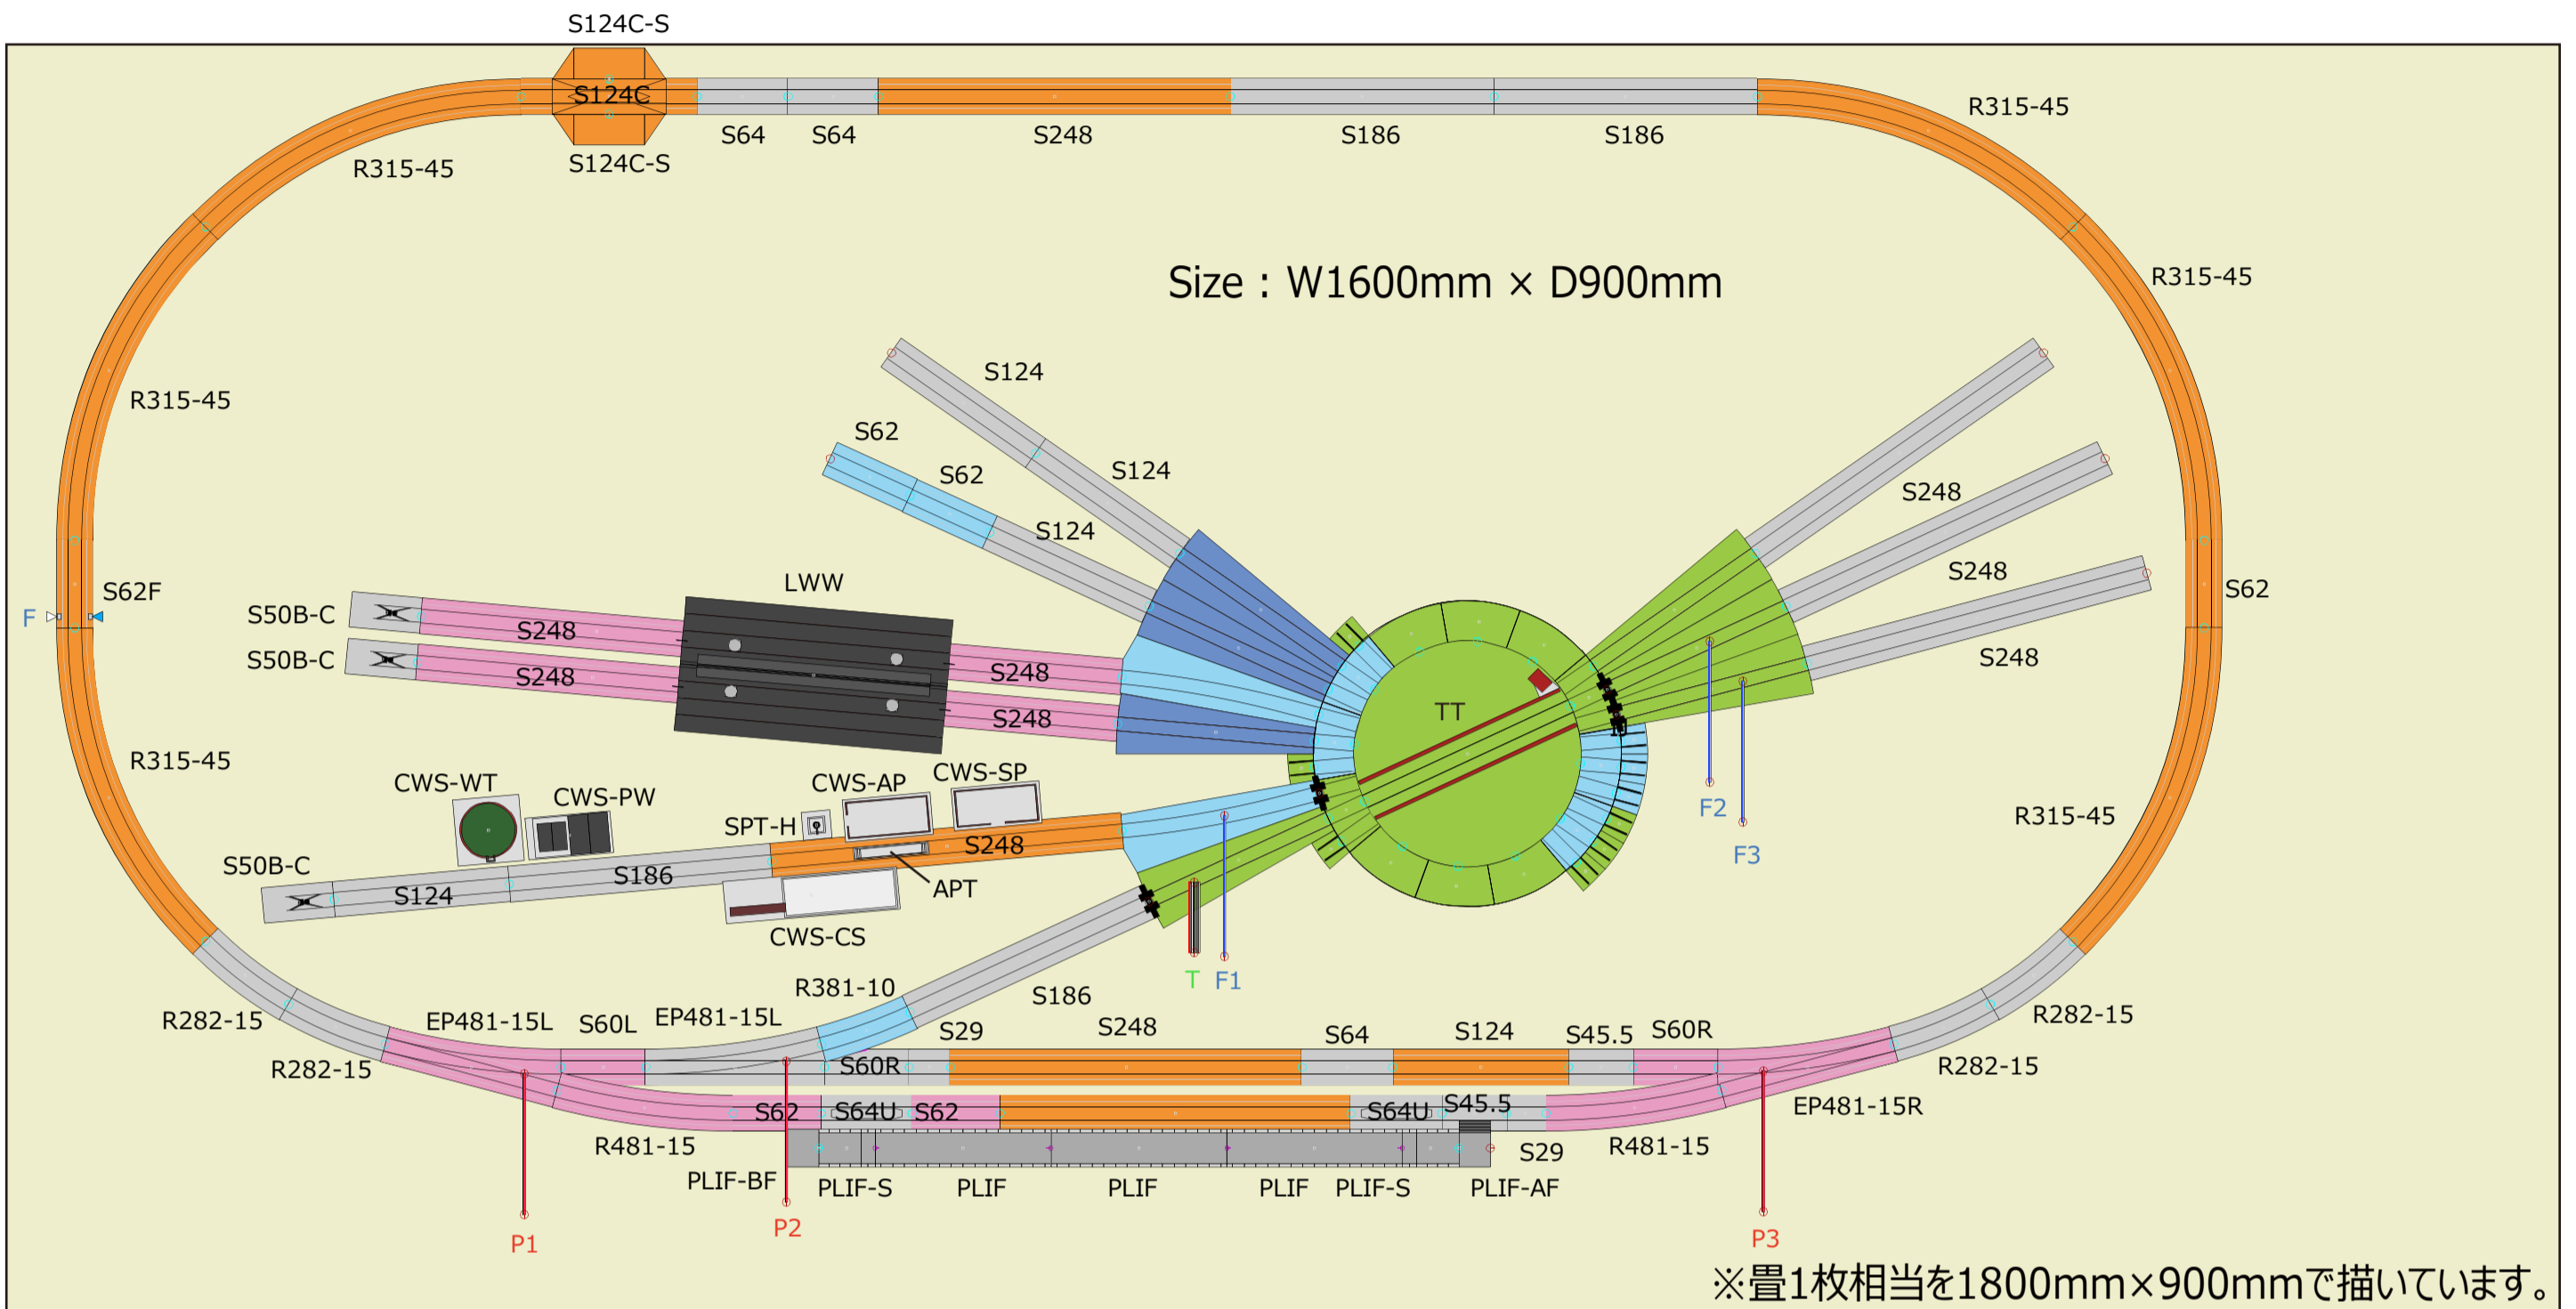 S124C-S
S124C
S124C-S
S64
S64
S248
S186
S186
R315-45
R315-45
R315-45
R315-45
Size : W1600mm × D900mm
S124
S124
S62
S62
S124
S248
S248
S248
LWW
S62F
F
S62
S50B-C
S248
S248
S50B-C
S248
S248
TT
R315-45
R315-45
CWS-WT
CWS-PW
CWS-AP
CWS-SP
SPT-H
S248
APT
S50B-C
S124
S186
CWS-CS
F2
F3
T
F1
R381-10
S186
R282-15
R282-15
EP481-15L
S60L
EP481-15L
S29
S248
S64
S124
S45.5
S60R
R282-15
R282-15
S60R
S62
S64U
S62
S64U
S45.5
EP481-15R
R481-15
S29
R481-15
PLIF-BF
PLIF-S
PLIF
PLIF
PLIF
PLIF-S
PLIF-AF
P1
P2
P3
※畳1枚相当を1800mm×900mmで描いています。